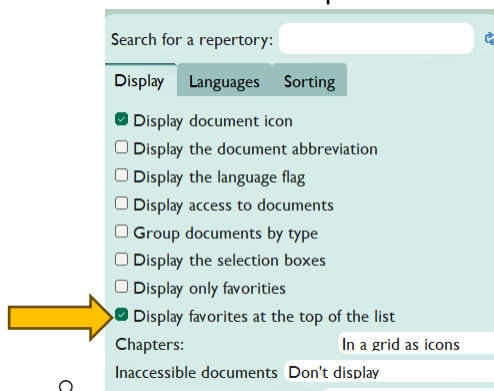 Search for a repertory:
Display Languages Sorting
Display document icon
Display the document abbreviation
Display the language flag
Display access to documents
Group documents by type
Display the selection boxes
Display only favorities
Display favorites at the top of the list
Chapters: In a grid as icons
Inaccessible documents Don't display